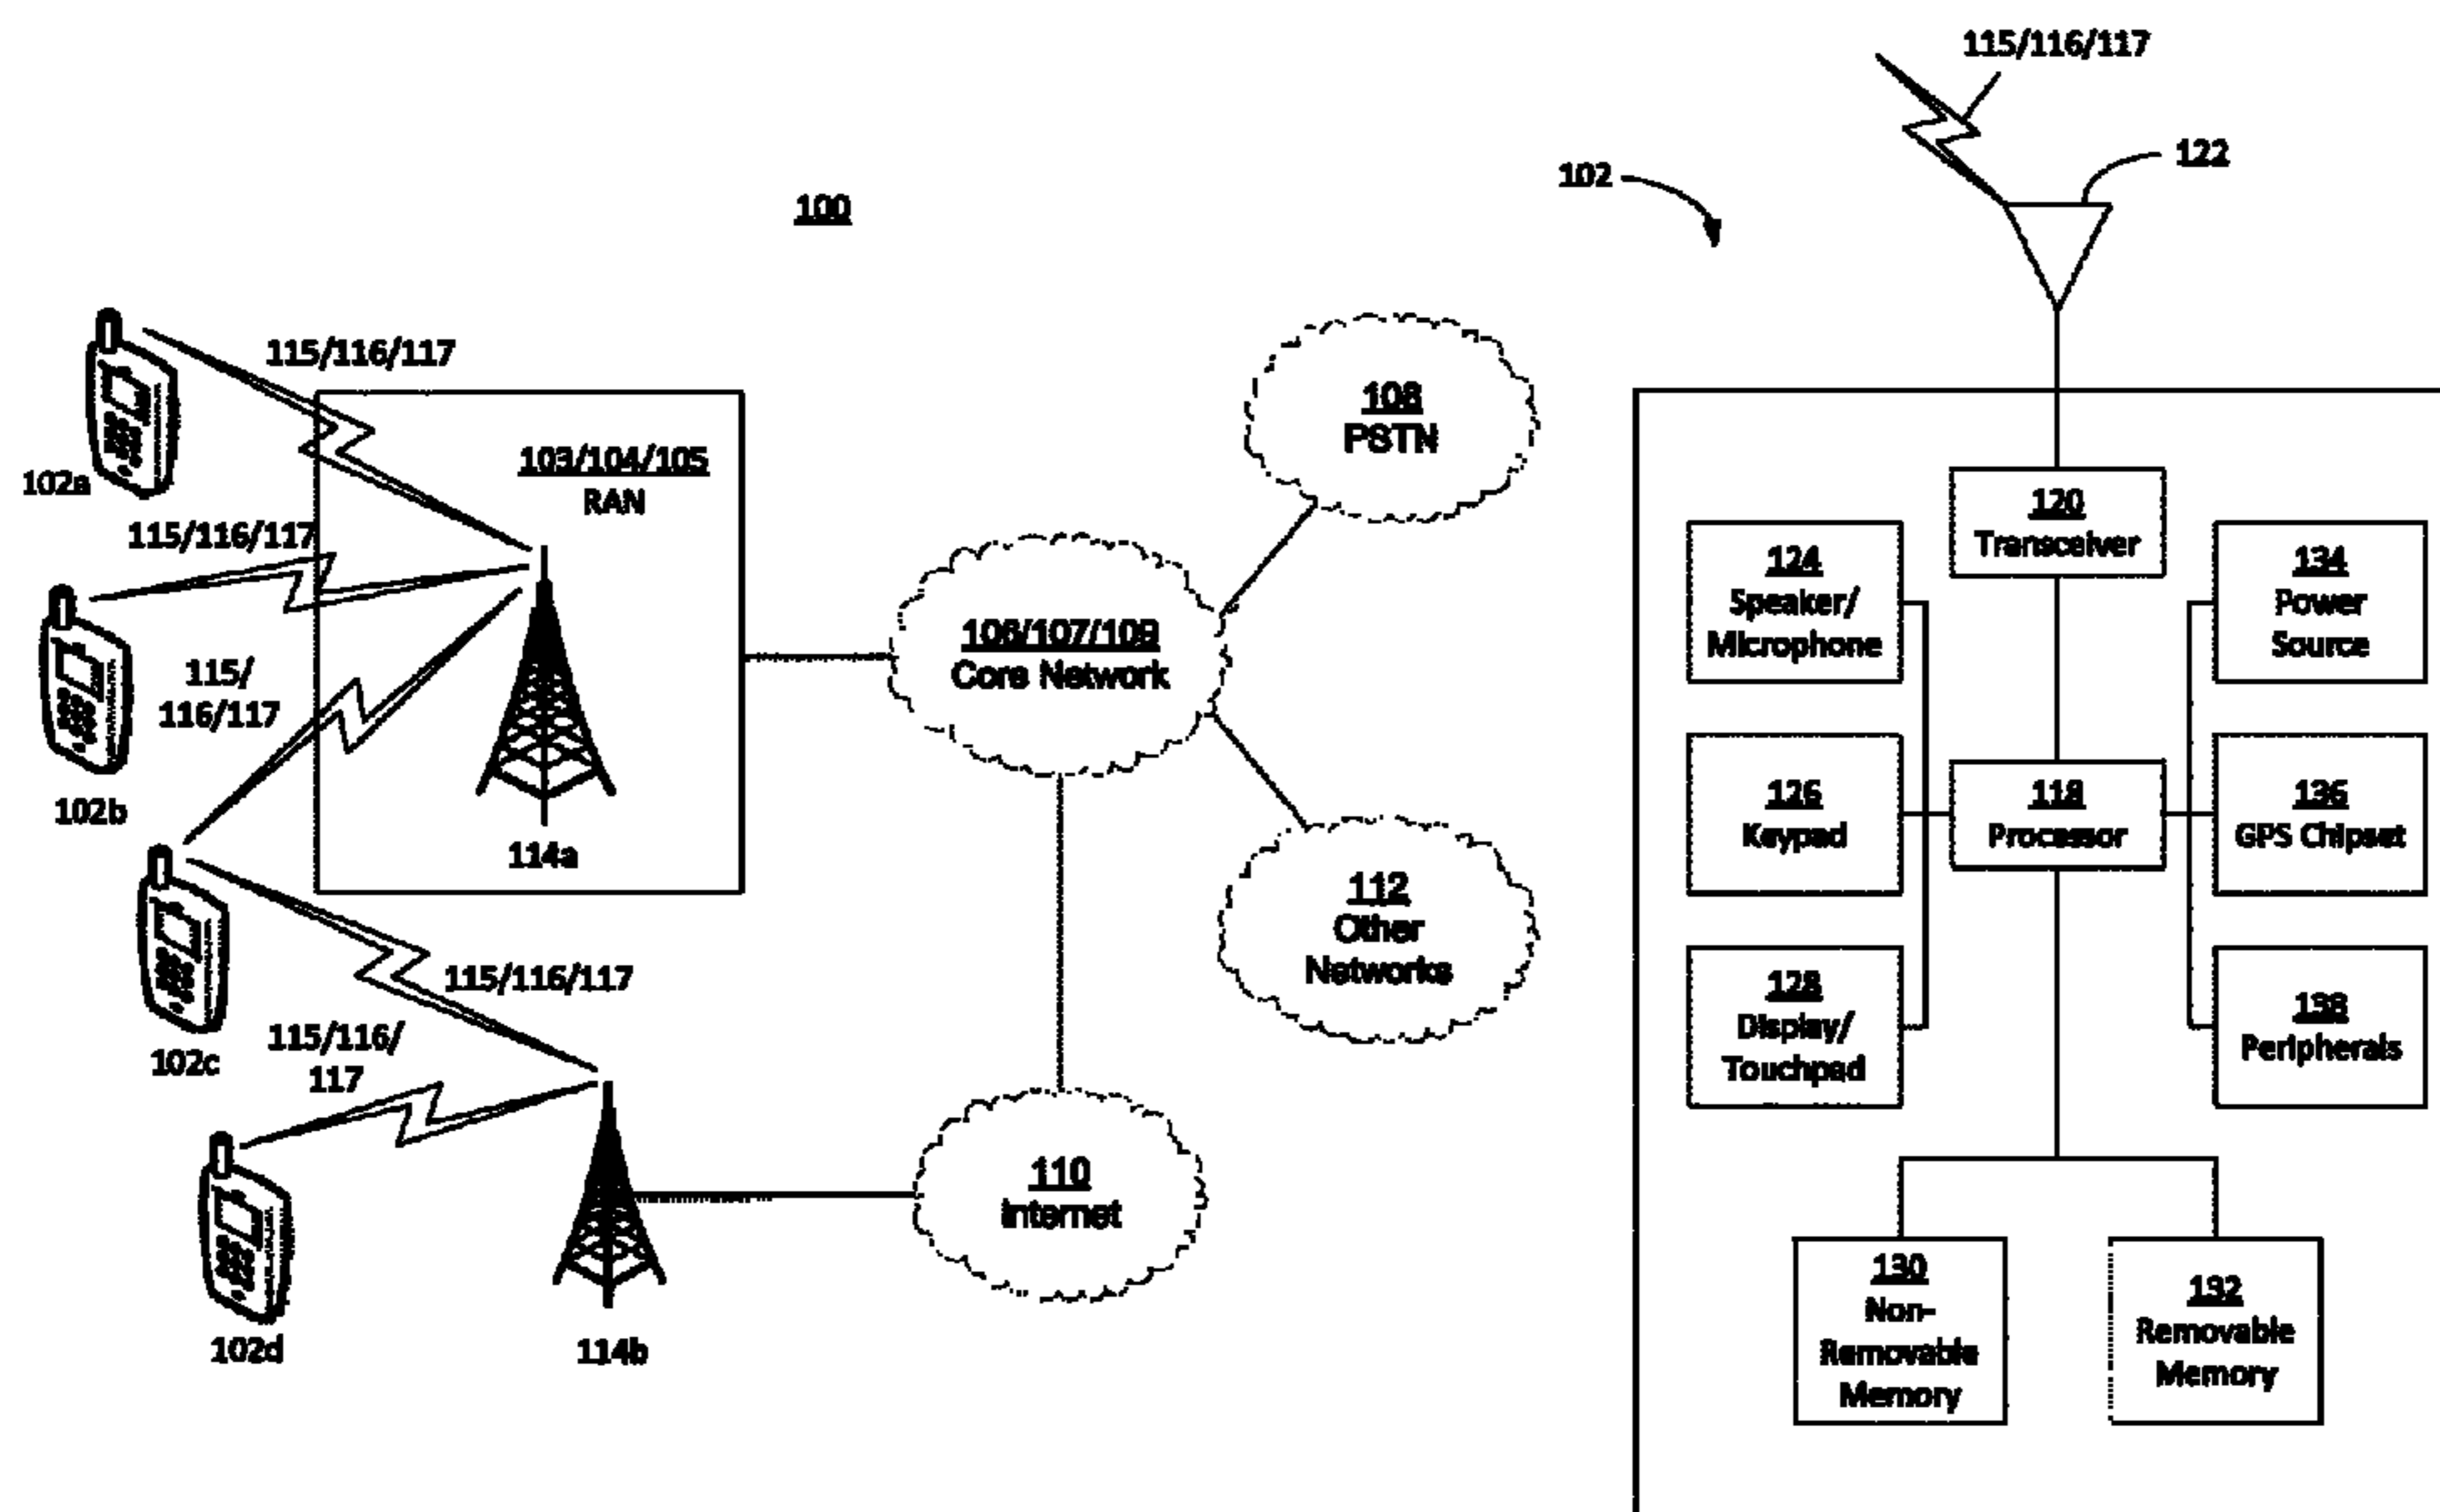 100
115/116/117
102a
103/104/105
RAN
115/116/117
102b
115/
116/117
114a
102c
115/116/117
115/116/
117
102d
114b
106/107/109
Core Network
108
PSTN
112
Other
Networks
110
Internet
115/116/117
102
122
120
Transceiver
124
Speaker/
Microphone
134
Power
Source
126
Keypad
118
Processor
136
GPS Chipset
128
Display/
Touchpad
138
Peripherals
130
Non-
Removable
Memory
132
Removable
Memory